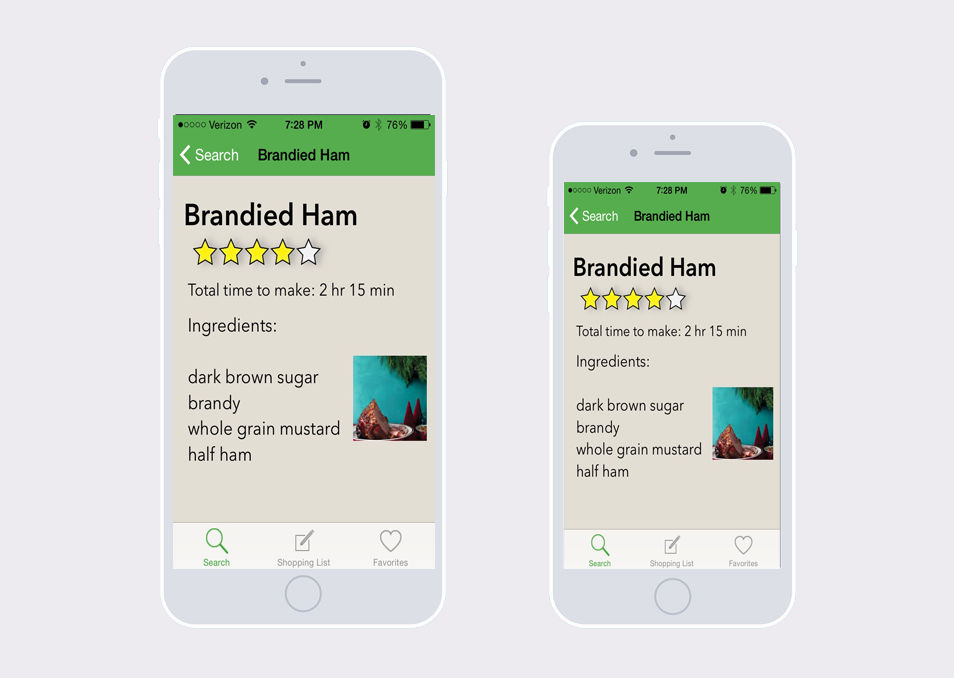 Verizon 7:28 PM 76%
Search Brandied Ham
Brandied Ham
Total time to make: 2 hr 15 min
Ingredients:
dark brown sugar
brandy
whole grain mustard
half ham
Search Shopping List Favorites
Verizon 7:28 PM 76%
Search Brandied Ham
Brandied Ham
Total time to make: 2 hr 15 min
Ingredients:
dark brown sugar
brandy
whole grain mustard
half ham
Search Shopping List Favorites